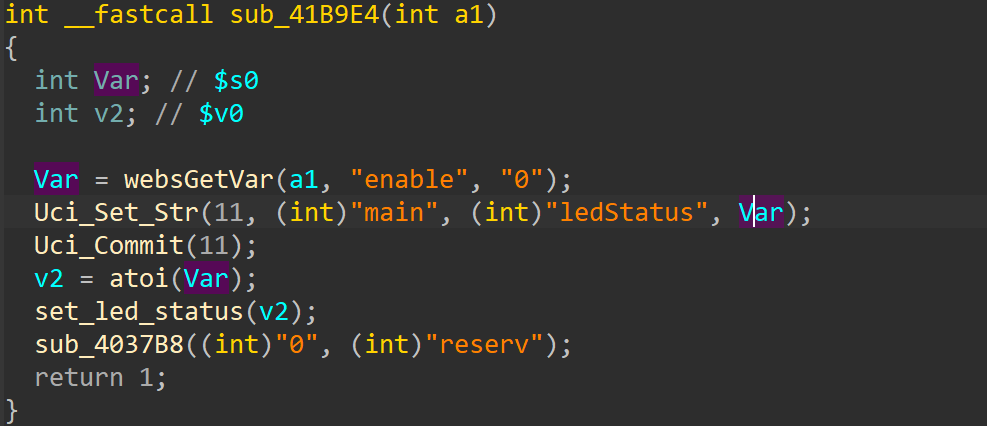 int __fastcall sub_41B9E4(int a1)
{
int Var; // $s0
int v2; // $v0
Var = websGetVar(a1, "enable", "0");
Uci_Set_Str(11, (int)"main", (int)"ledStatus", Var);
Uci_Commit(11);
v2 = atoi(Var);
set_led_status(v2);
sub_4037B8((int)"0", (int)"reserv");
return 1;
}